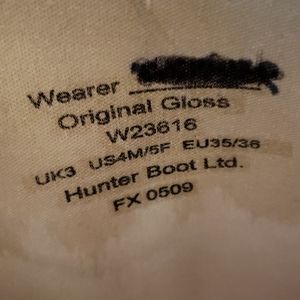 Wearer
Original Gloss
W23616
UK3 US4M/5F EU35/36
Hunter Boot Ltd.
FX 0509